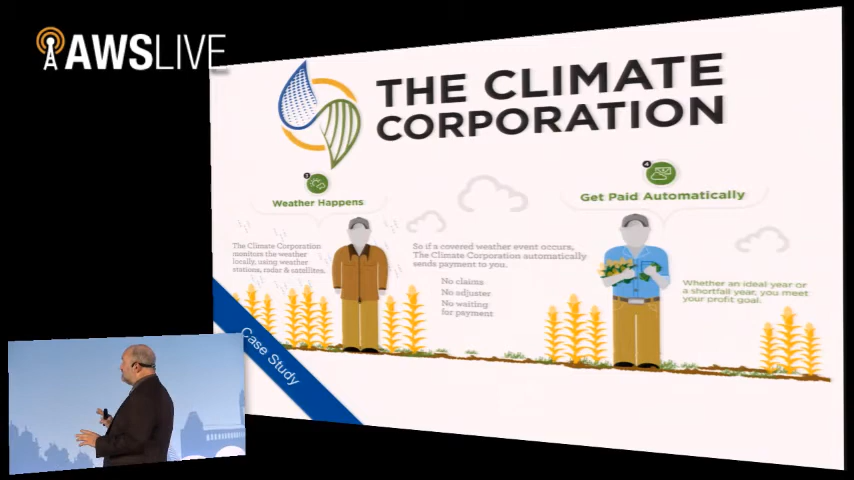 AWSLIVE
THE CLIMATE
CORPORATION
1
Weather Happens
4
Get Paid Automatically
The Climate Corporation
monitors the weather
locally, using weather
stations, radar & satellites.
So if a covered weather event occurs,
The Climate Corporation automatically
sends payment to you.
No claims
No adjuster
No waiting
for payment
Whether an ideal year or
a shortfall year, you meet
your profit goal.
Case Study